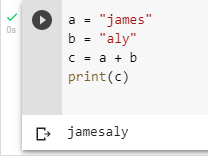 a = "james"
b = "aly"
c = a + b
print(c)
0s
jamesaly